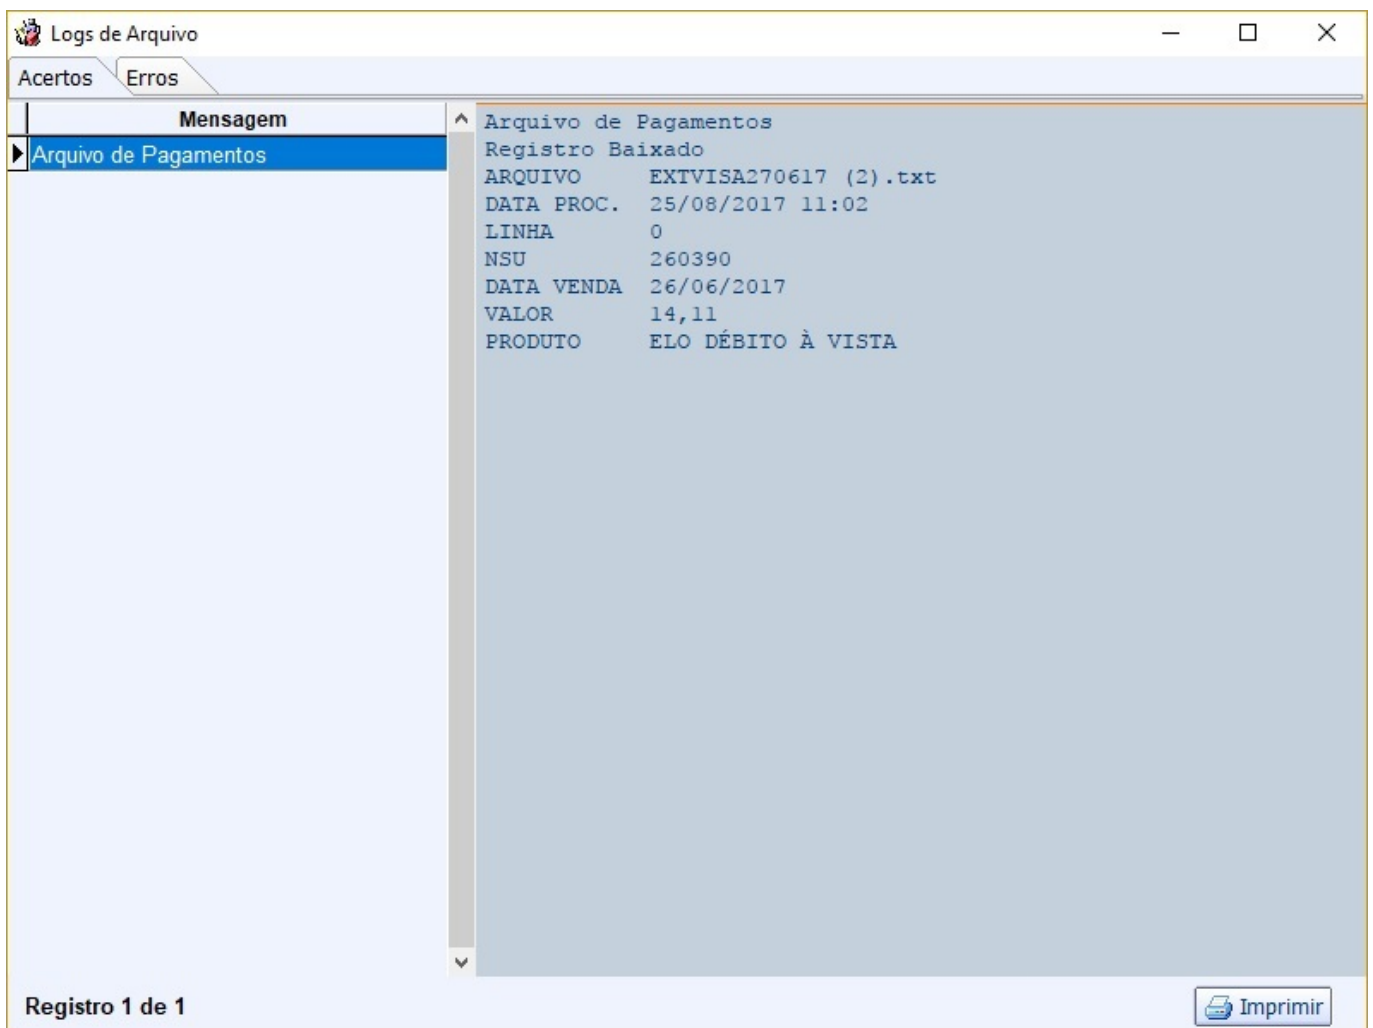 Logs de Arquivo
Acertos Erros
Mensagem
Arquivo de Pagamentos
Arquivo de Pagamentos
Registro Baixado
ARQUIVO EXTVISA270617 (2).txt
DATA PROC. 25/08/2017 11:02
LINHA 0
NSU 260390
DATA VENDA 26/06/2017
VALOR 14,11
PRODUTO ELO DÉBITO À VISTA
Registro 1 de 1
Imprimir